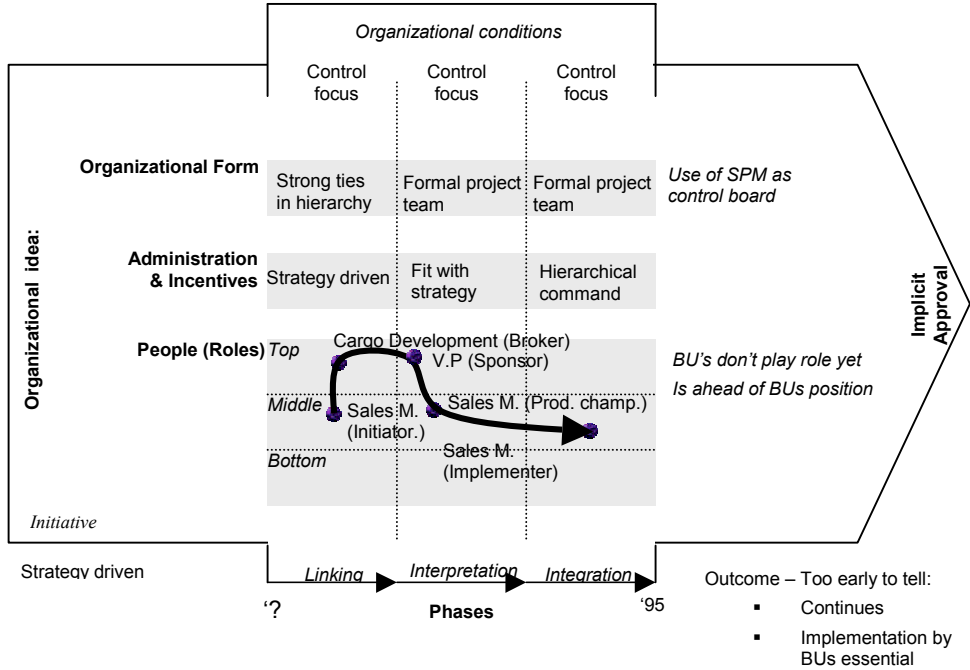 Organizational conditions
Control
focus
Control
focus
Control
focus
Organizational idea:
Organizational Form
Strong ties
in hierarchy
Formal project
team
Formal project
team
Use of SPM as
control board
Administration
& Incentives
Strategy driven
Fit with
strategy
Hierarchical
command
Implicit
Approval
People (Roles)
Top
Cargo Development (Broker)
V.P (Sponsor)
BU's don't play role yet
Is ahead of BUs position
Middle
Sales M.
(Initiator.)
Sales M. (Prod. champ.)
Bottom
Sales M.
(Implementer)
Initiative
Strategy driven
Linking
Interpretation
Integration
‘?
Phases
‘95
Outcome – Too early to tell:
▪ Continues
▪ Implementation by
BUs essential